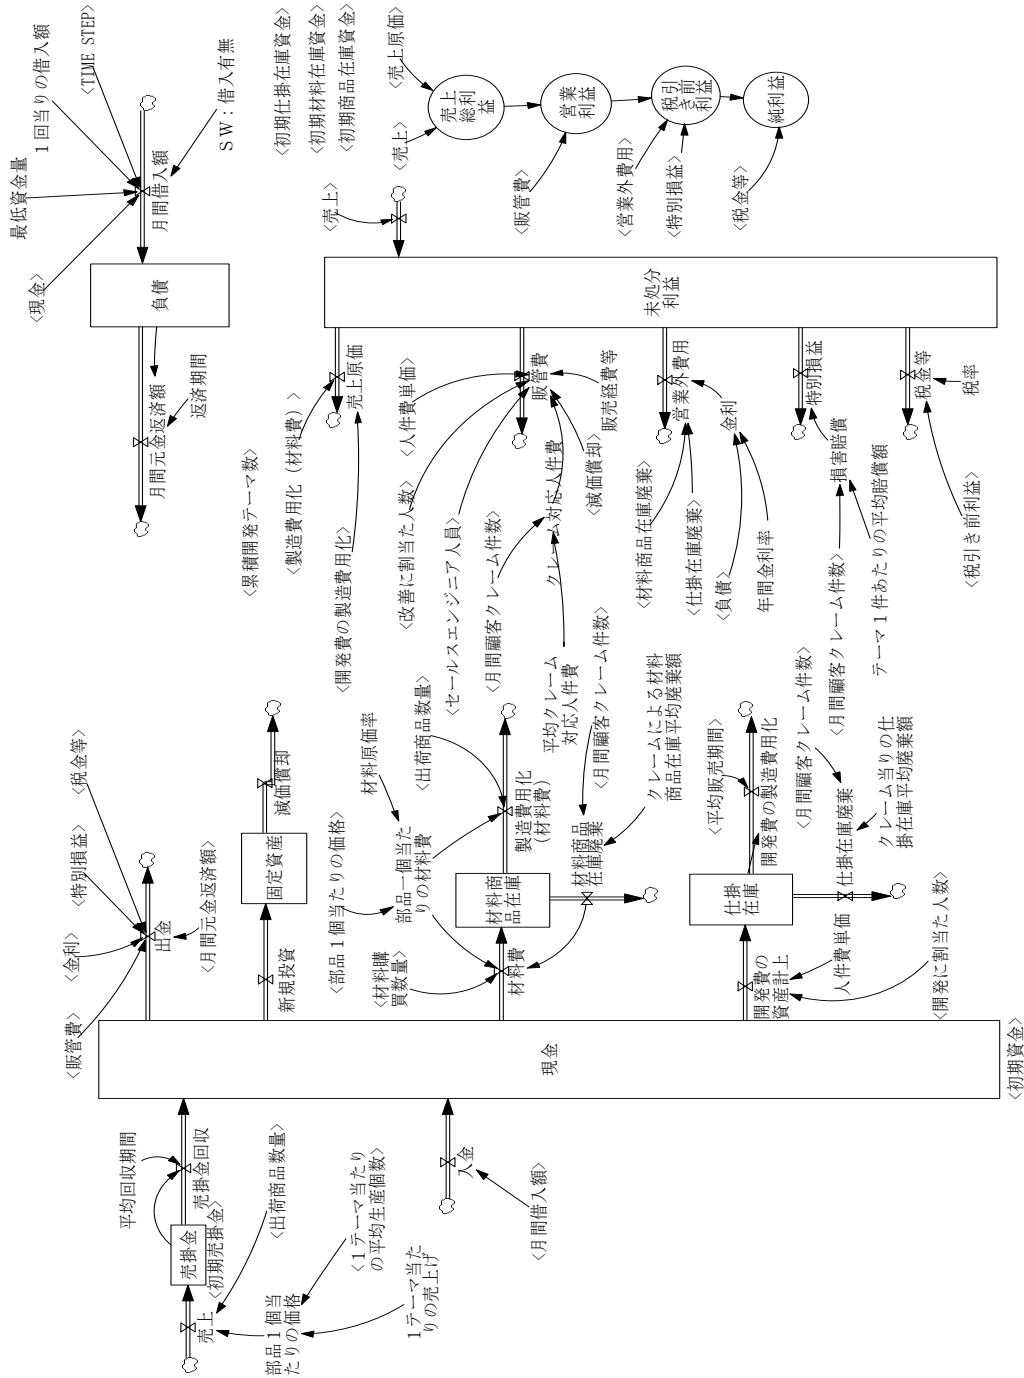 売上
売掛金
<初期売掛金>
平均回収期間
売掛金回収
<出荷商品数量>
部品1個当
たりの価格
<1テーマ当たり
の平均生産個数>
1テーマ当た
りの売上げ
入金
<月間借入額>
現金
<初期資金>
<販管費>
<金利>
<特別損益>
<税金等>
出金
<月間元金返済額>
新規投資
固定資産
減価償却
<部品1個当たりの価格>
材料原価率
部品一個当た
りの材料費
<材料購
買数量>
材料費
材料商
品在庫
<出荷商品数量>
製造費用化
(材料費)
材料商品
在庫廃棄
<月間顧客クレーム件数>
クレームによる材料
商品在庫平均廃棄額
開発費の
資産計上
人件費単価
<開発に割当た人数>
仕掛
在庫
<平均販売期間>
開発費の製造費用化
<月間顧客クレーム件数>
仕掛在庫廃棄
クレーム当りの仕
掛在庫平均廃棄額
月間元金返済額
返済期間
負債
<現金>
最低資金量
1回当りの借入額
<TIME STEP>
月間借入額
SW:借入有無
<初期仕掛在庫資金>
<初期材料在庫資金>
<初期商品在庫資金>
<累積開発テーマ数>
<製造費用化(材料費)>
売上原価
<開発費の製造費用化>
<人件費単価>
<改善に割当た人数>
<セールスエンジニア人員>
販管費
<月間顧客クレーム件数>
クレーム対応人件費
平均クレーム
対応人件費
<減価償却>
販売経費等
<材料商品在庫廃棄>
<仕掛在庫廃棄>
営業外費用
金利
<負債>
年間金利率
特別損益
損害賠償
<月間顧客クレーム件数>
テーマ1件あたりの平均賠償額
税金等
税率
<税引き前利益>
未処分
利益
<売上>
<売上>
<売上原価>
売上
総利
益
<販管費>
営業
利益
<営業外費用>
<特別損益>
税引
き前
利益
<税金等>
純利益